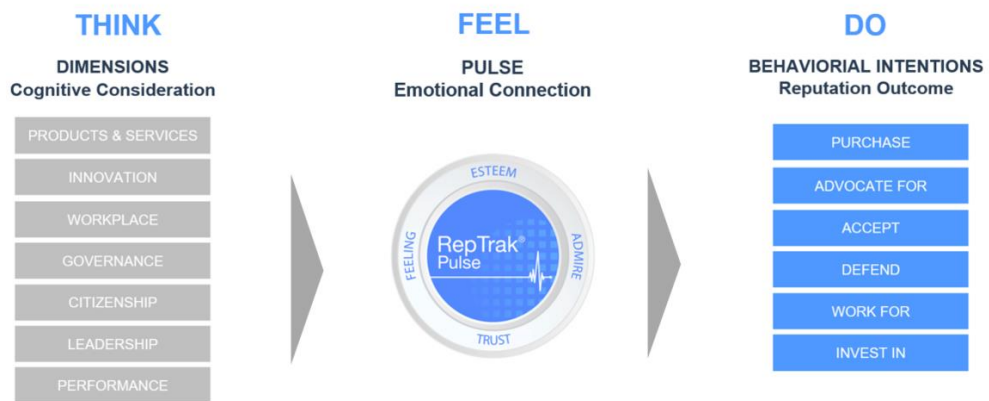 THINK
DIMENSIONS
Cognitive Consideration
PRODUCTS & SERVICES
INNOVATION
WORKPLACE
GOVERNANCE
CITIZENSHIP
LEADERSHIP
PERFORMANCE
FEEL
PULSE
Emotional Connection
ESTEEM
FEELING
RepTrak®
Pulse
ADMIRE
TRUST
DO
BEHAVIORIAL INTENTIONS
Reputation Outcome
PURCHASE
ADVOCATE FOR
ACCEPT
DEFEND
WORK FOR
INVEST IN